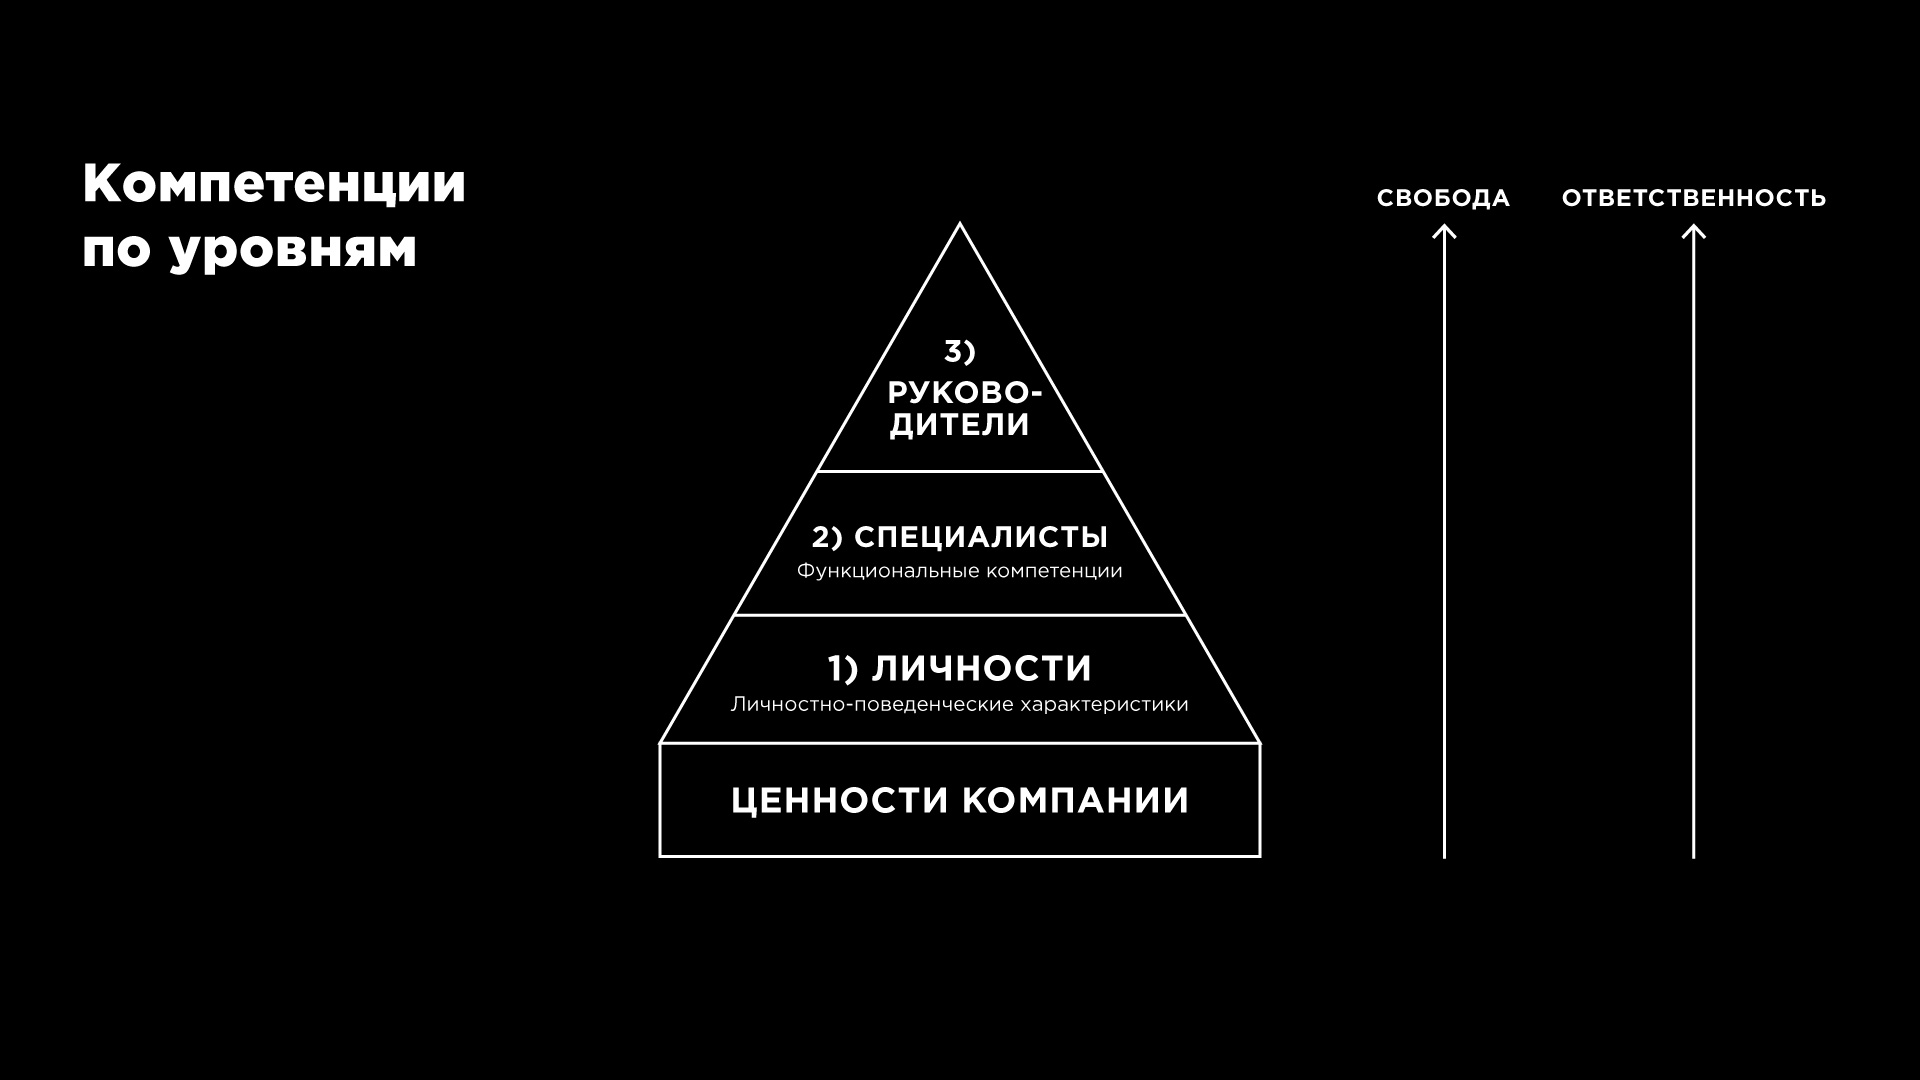 Компетенции
по уровням
СВОБОДА
ОТВЕТСТВЕННОСТЬ
3)
РУКОВО-
ДИТЕЛИ
2) СПЕЦИАЛИСТЫ
Функциональные компетенции
1) ЛИЧНОСТИ
Личностно-поведенческие характеристики
ЦЕННОСТИ КОМПАНИИ